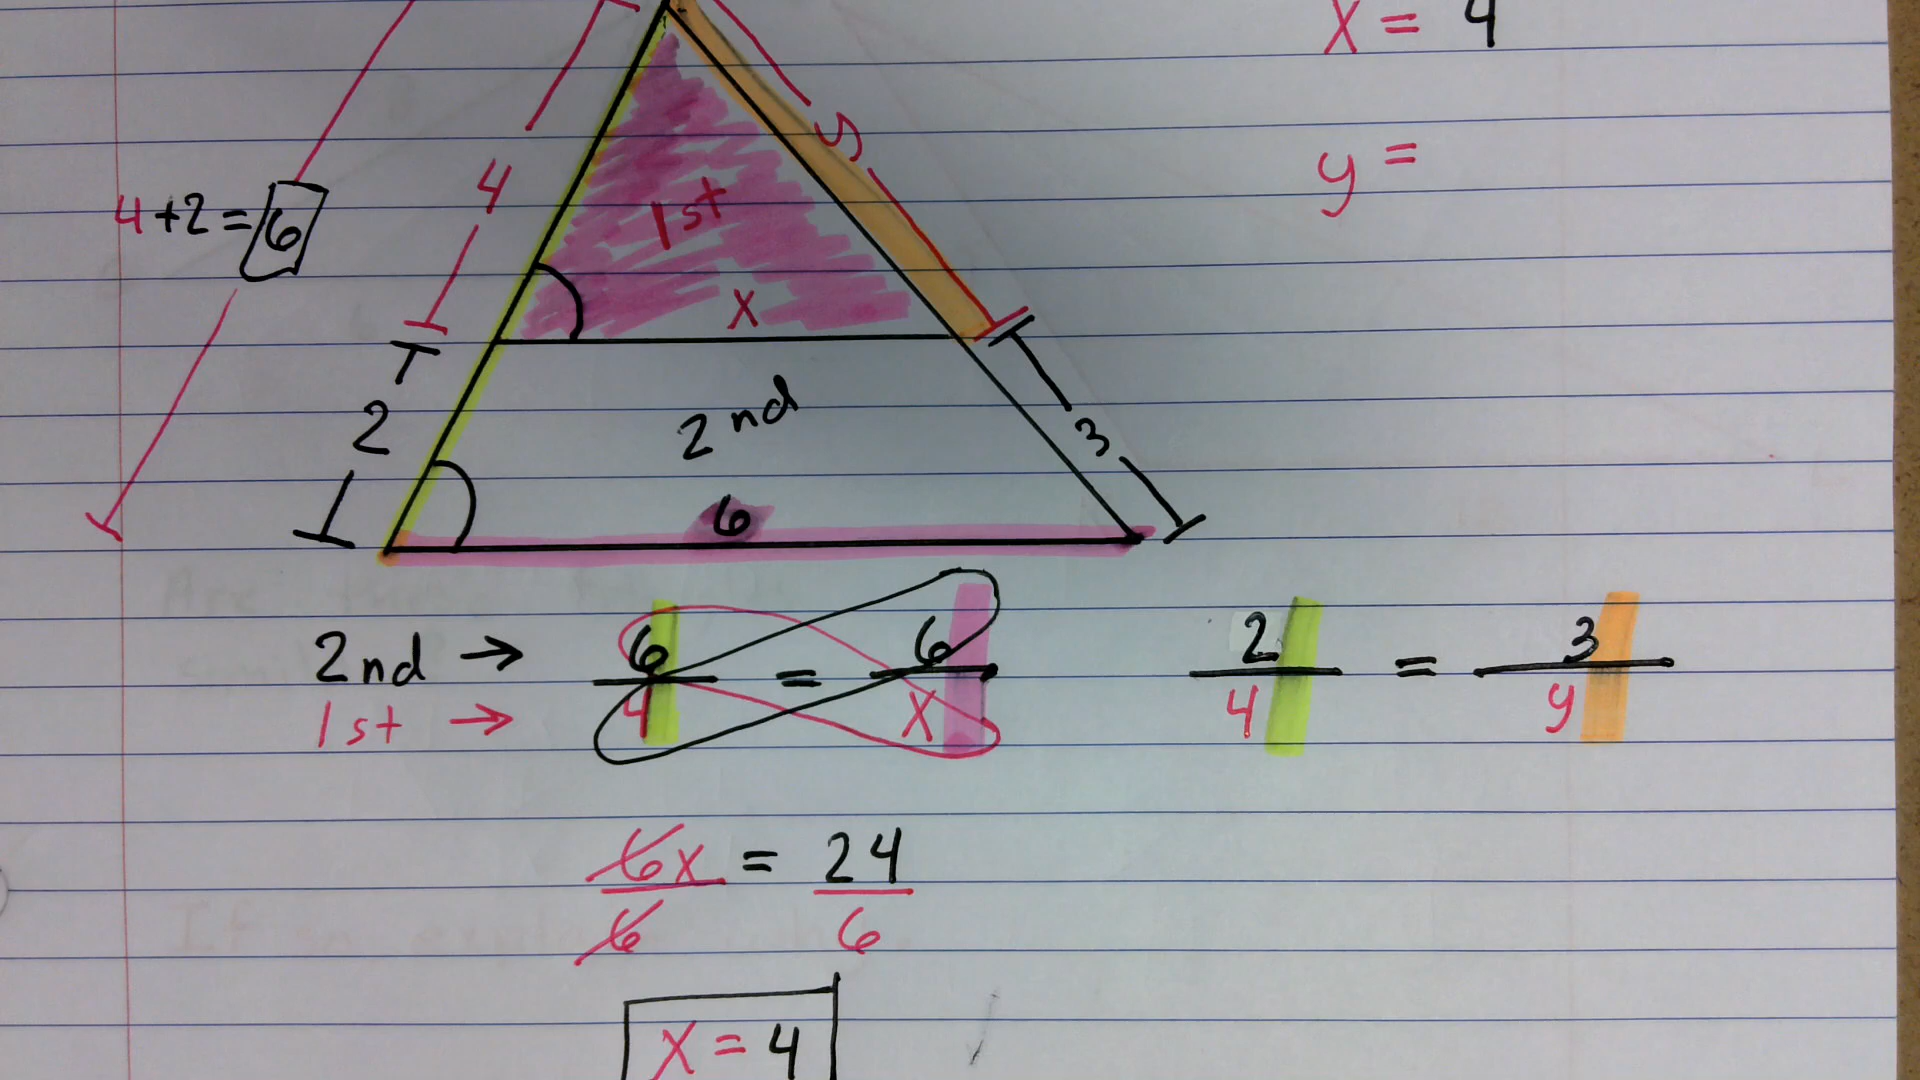 x = 4
y =
y
4
4+2=6
1st
x
2
2nd
3
6
2nd → 6/4 = 6/x
1st →
2/4 = 3/y
6x = 24
6 6
x = 4